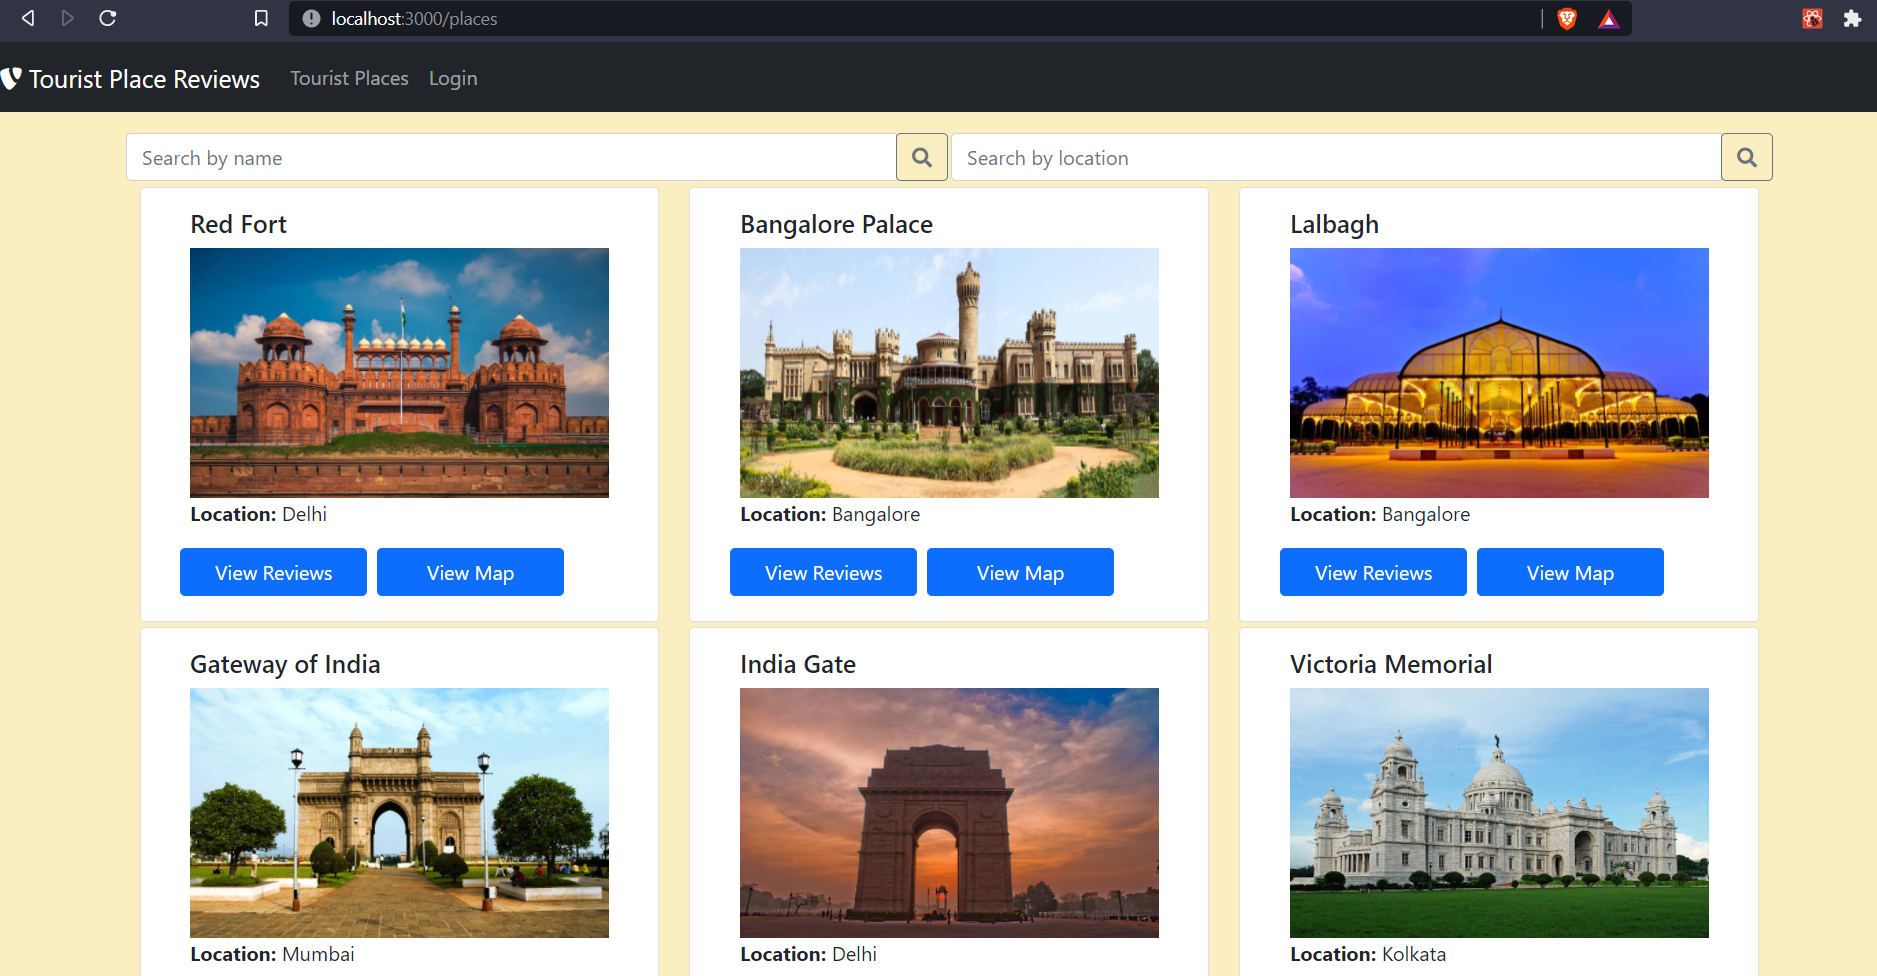 localhost:3000/places
Tourist Place Reviews Tourist Places Login
Search by name Search by location
Red Fort Bangalore Palace Lalbagh
Location: Delhi Location: Bangalore Location: Bangalore
View Reviews View Map View Reviews View Map View Reviews View Map
Gateway of India India Gate Victoria Memorial
Location: Mumbai Location: Delhi Location: Kolkata